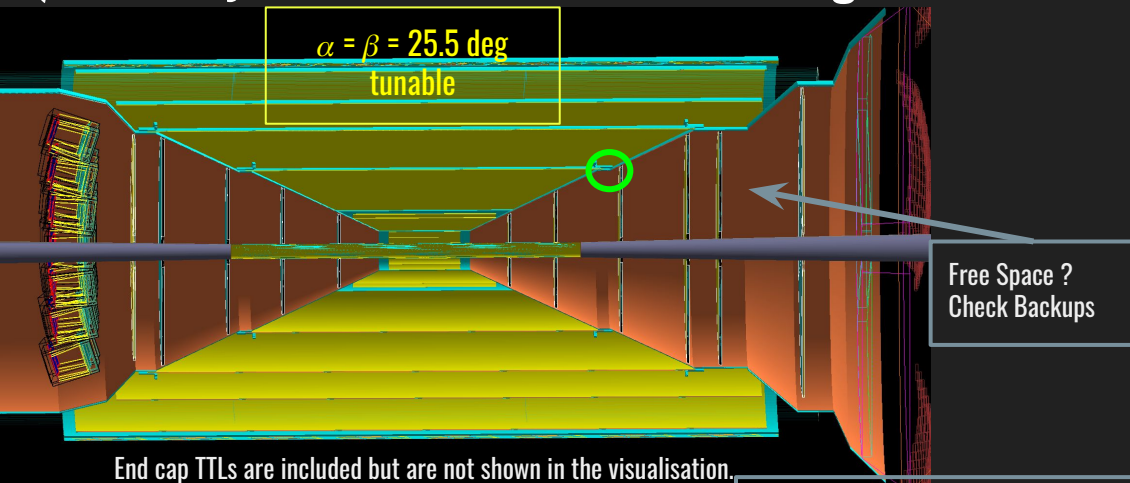 α = β = 25.5 deg
tunable
Free Space ?
Check Backups
End cap TTLs are included but are not shown in the visualisation.